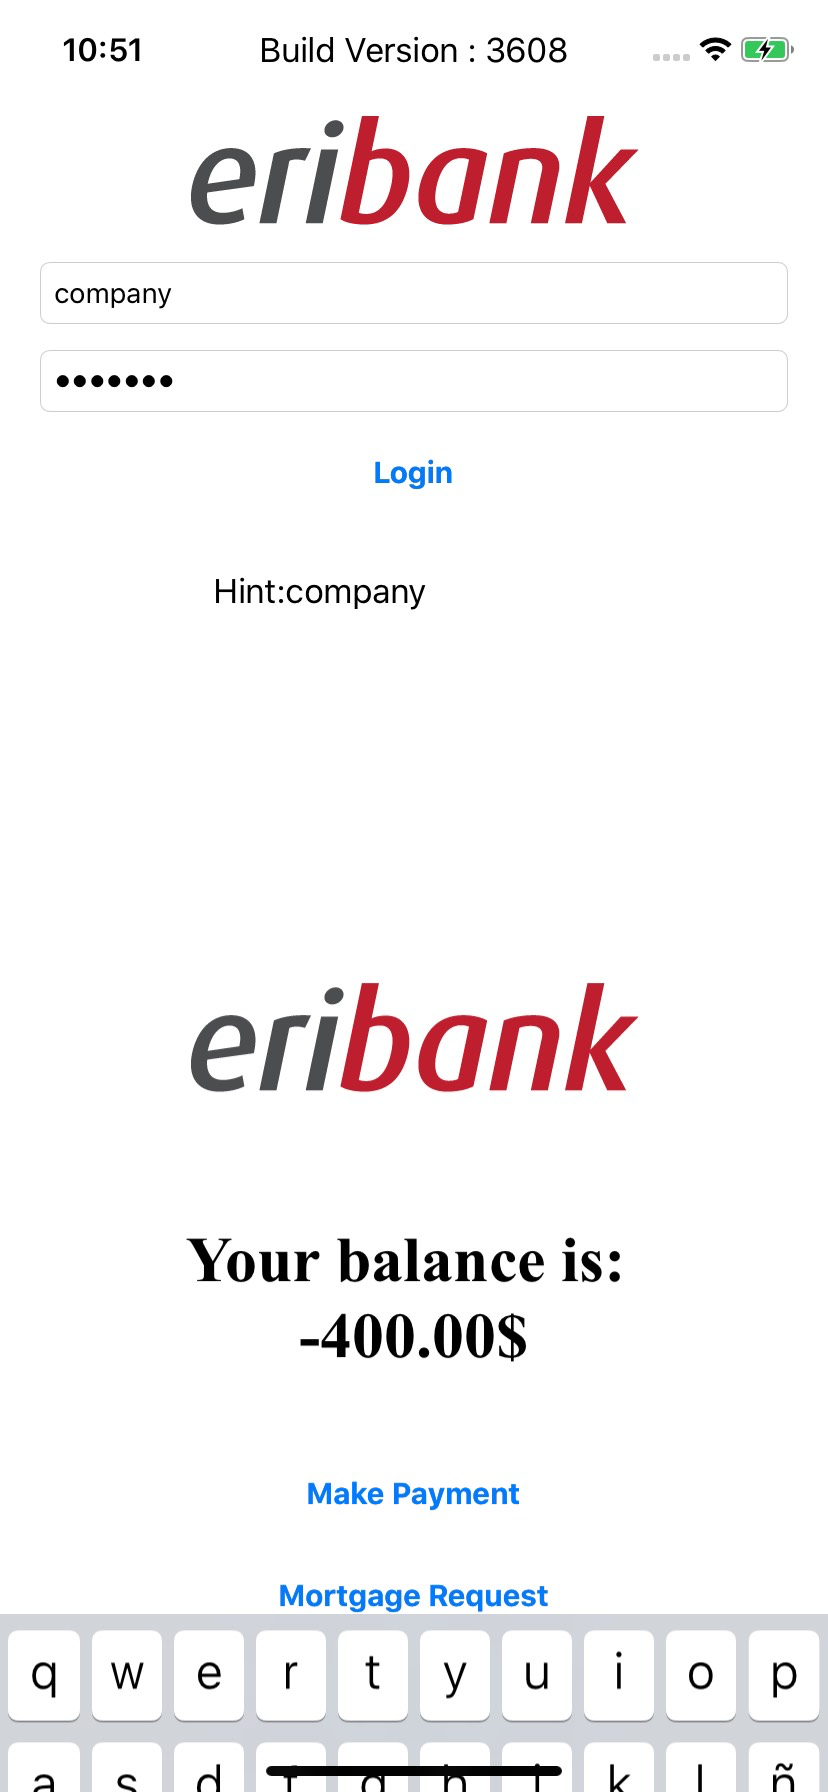 10:51 Build Version : 3608
eribank
company
•••••••
Login
Hint:company
eribank
Your balance is:
-400.00$
Make Payment
Mortgage Request
q w e r t y u i o p
a s d f g h j k l ñ